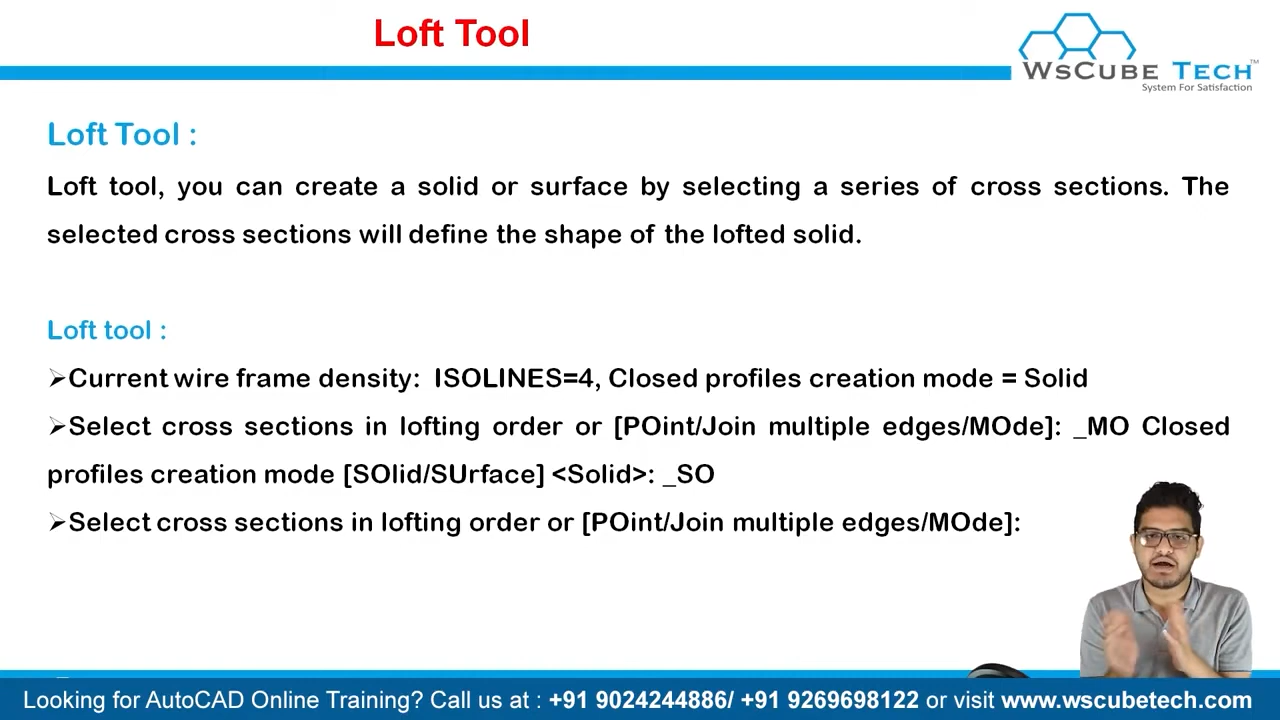 Loft Tool
WsCube Tech™
System For Satisfaction
Loft Tool :
Loft tool, you can create a solid or surface by selecting a series of cross sections. The
selected cross sections will define the shape of the lofted solid.
Loft tool :
➢Current wire frame density: ISOLINES=4, Closed profiles creation mode = Solid
➢Select cross sections in lofting order or [POint/Join multiple edges/MOde]: _MO Closed
profiles creation mode [SOlid/SUrface] <Solid>: _SO
➢Select cross sections in lofting order or [POint/Join multiple edges/MOde]:
Looking for AutoCAD Online Training? Call us at : +91 9024244886/ +91 9269698122 or visit www.wscubetech.com